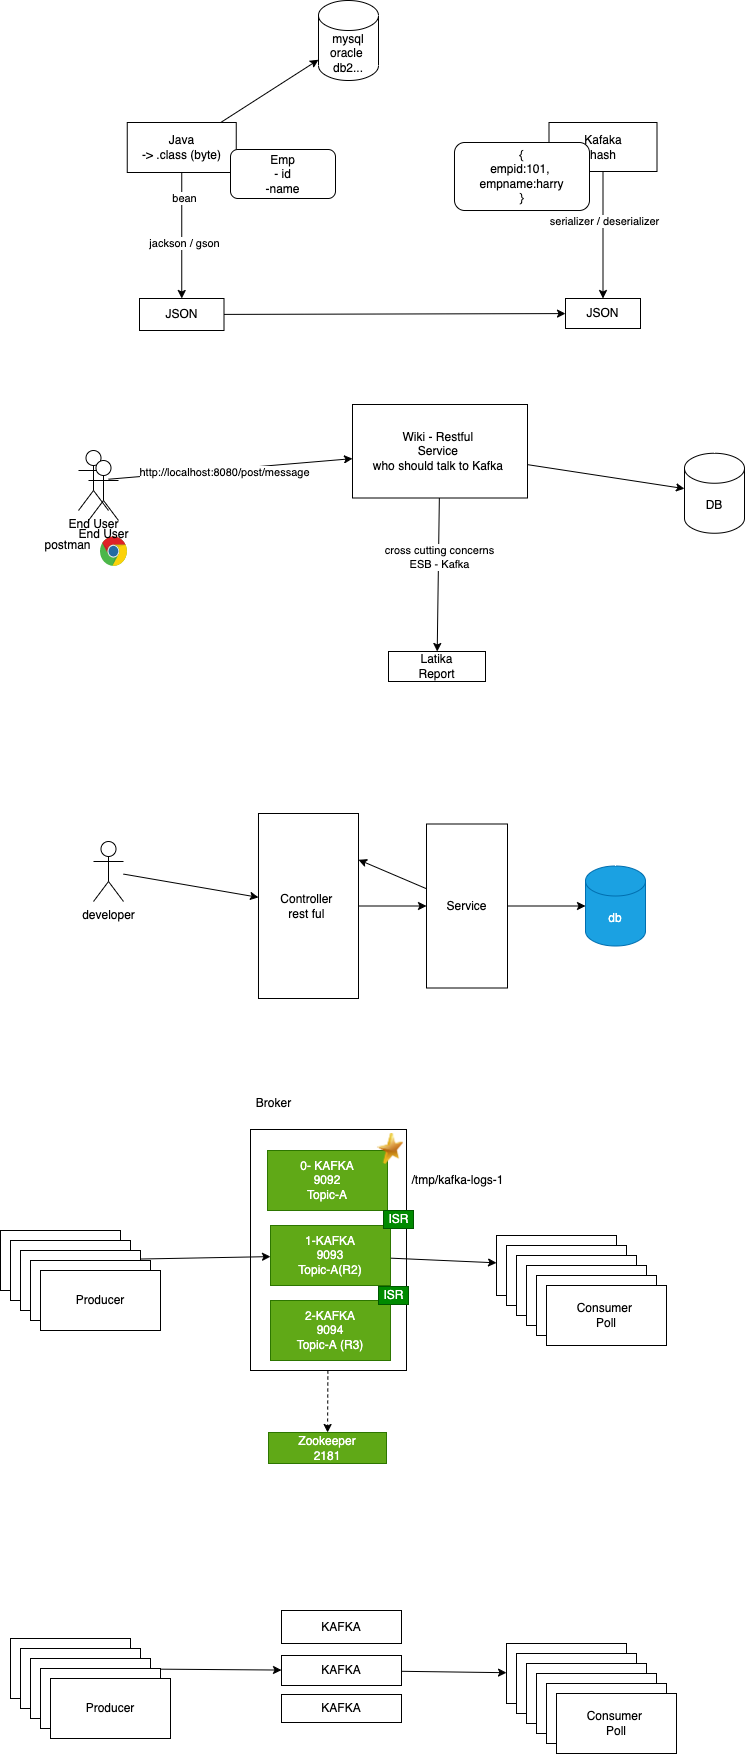 mysql
oracle
db2...
Java
-> .class (byte)
Emp
- id
-name
Kafaka
hash
{
empid:101,
empname:harry
}
bean
serializer / deserializer
jackson / gson
JSON
JSON
Wiki - Restful
Service
who should talk to Kafka
http://localhost:8080/post/message
DB
End User
End User
postman
cross cutting concerns
ESB - Kafka
Latika
Report
developer
Controller
rest ful
Service
db
Broker
0- KAFKA
9092
Topic-A
/tmp/kafka-logs-1
ISR
1-KAFKA
9093
Topic-A(R2)
ISR
Producer
2-KAFKA
9094
Topic-A (R3)
Consumer
Poll
Zookeeper
2181
KAFKA
KAFKA
KAFKA
Producer
Consumer
Poll